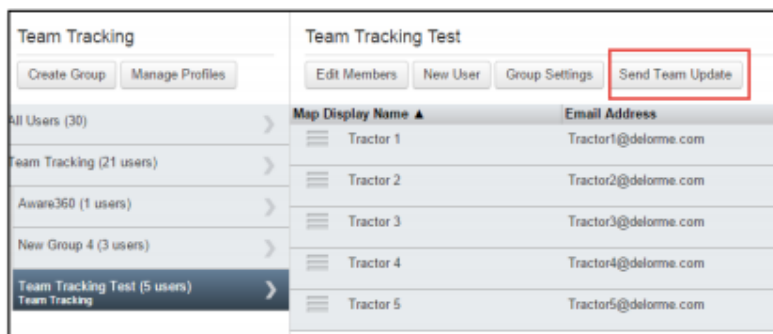 Team Tracking
Create Group Manage Profiles
All Users (30)
Team Tracking (21 users)
Aware360 (1 users)
New Group 4 (3 users)
Team Tracking Test (5 users)
Team Tracking
Team Tracking Test
Edit Members New User Group Settings Send Team Update
Map Display Name ▲ Email Address
Tractor 1 Tractor1@delorme.com
Tractor 2 Tractor2@delorme.com
Tractor 3 Tractor3@delorme.com
Tractor 4 Tractor4@delorme.com
Tractor 5 Tractor5@delorme.com